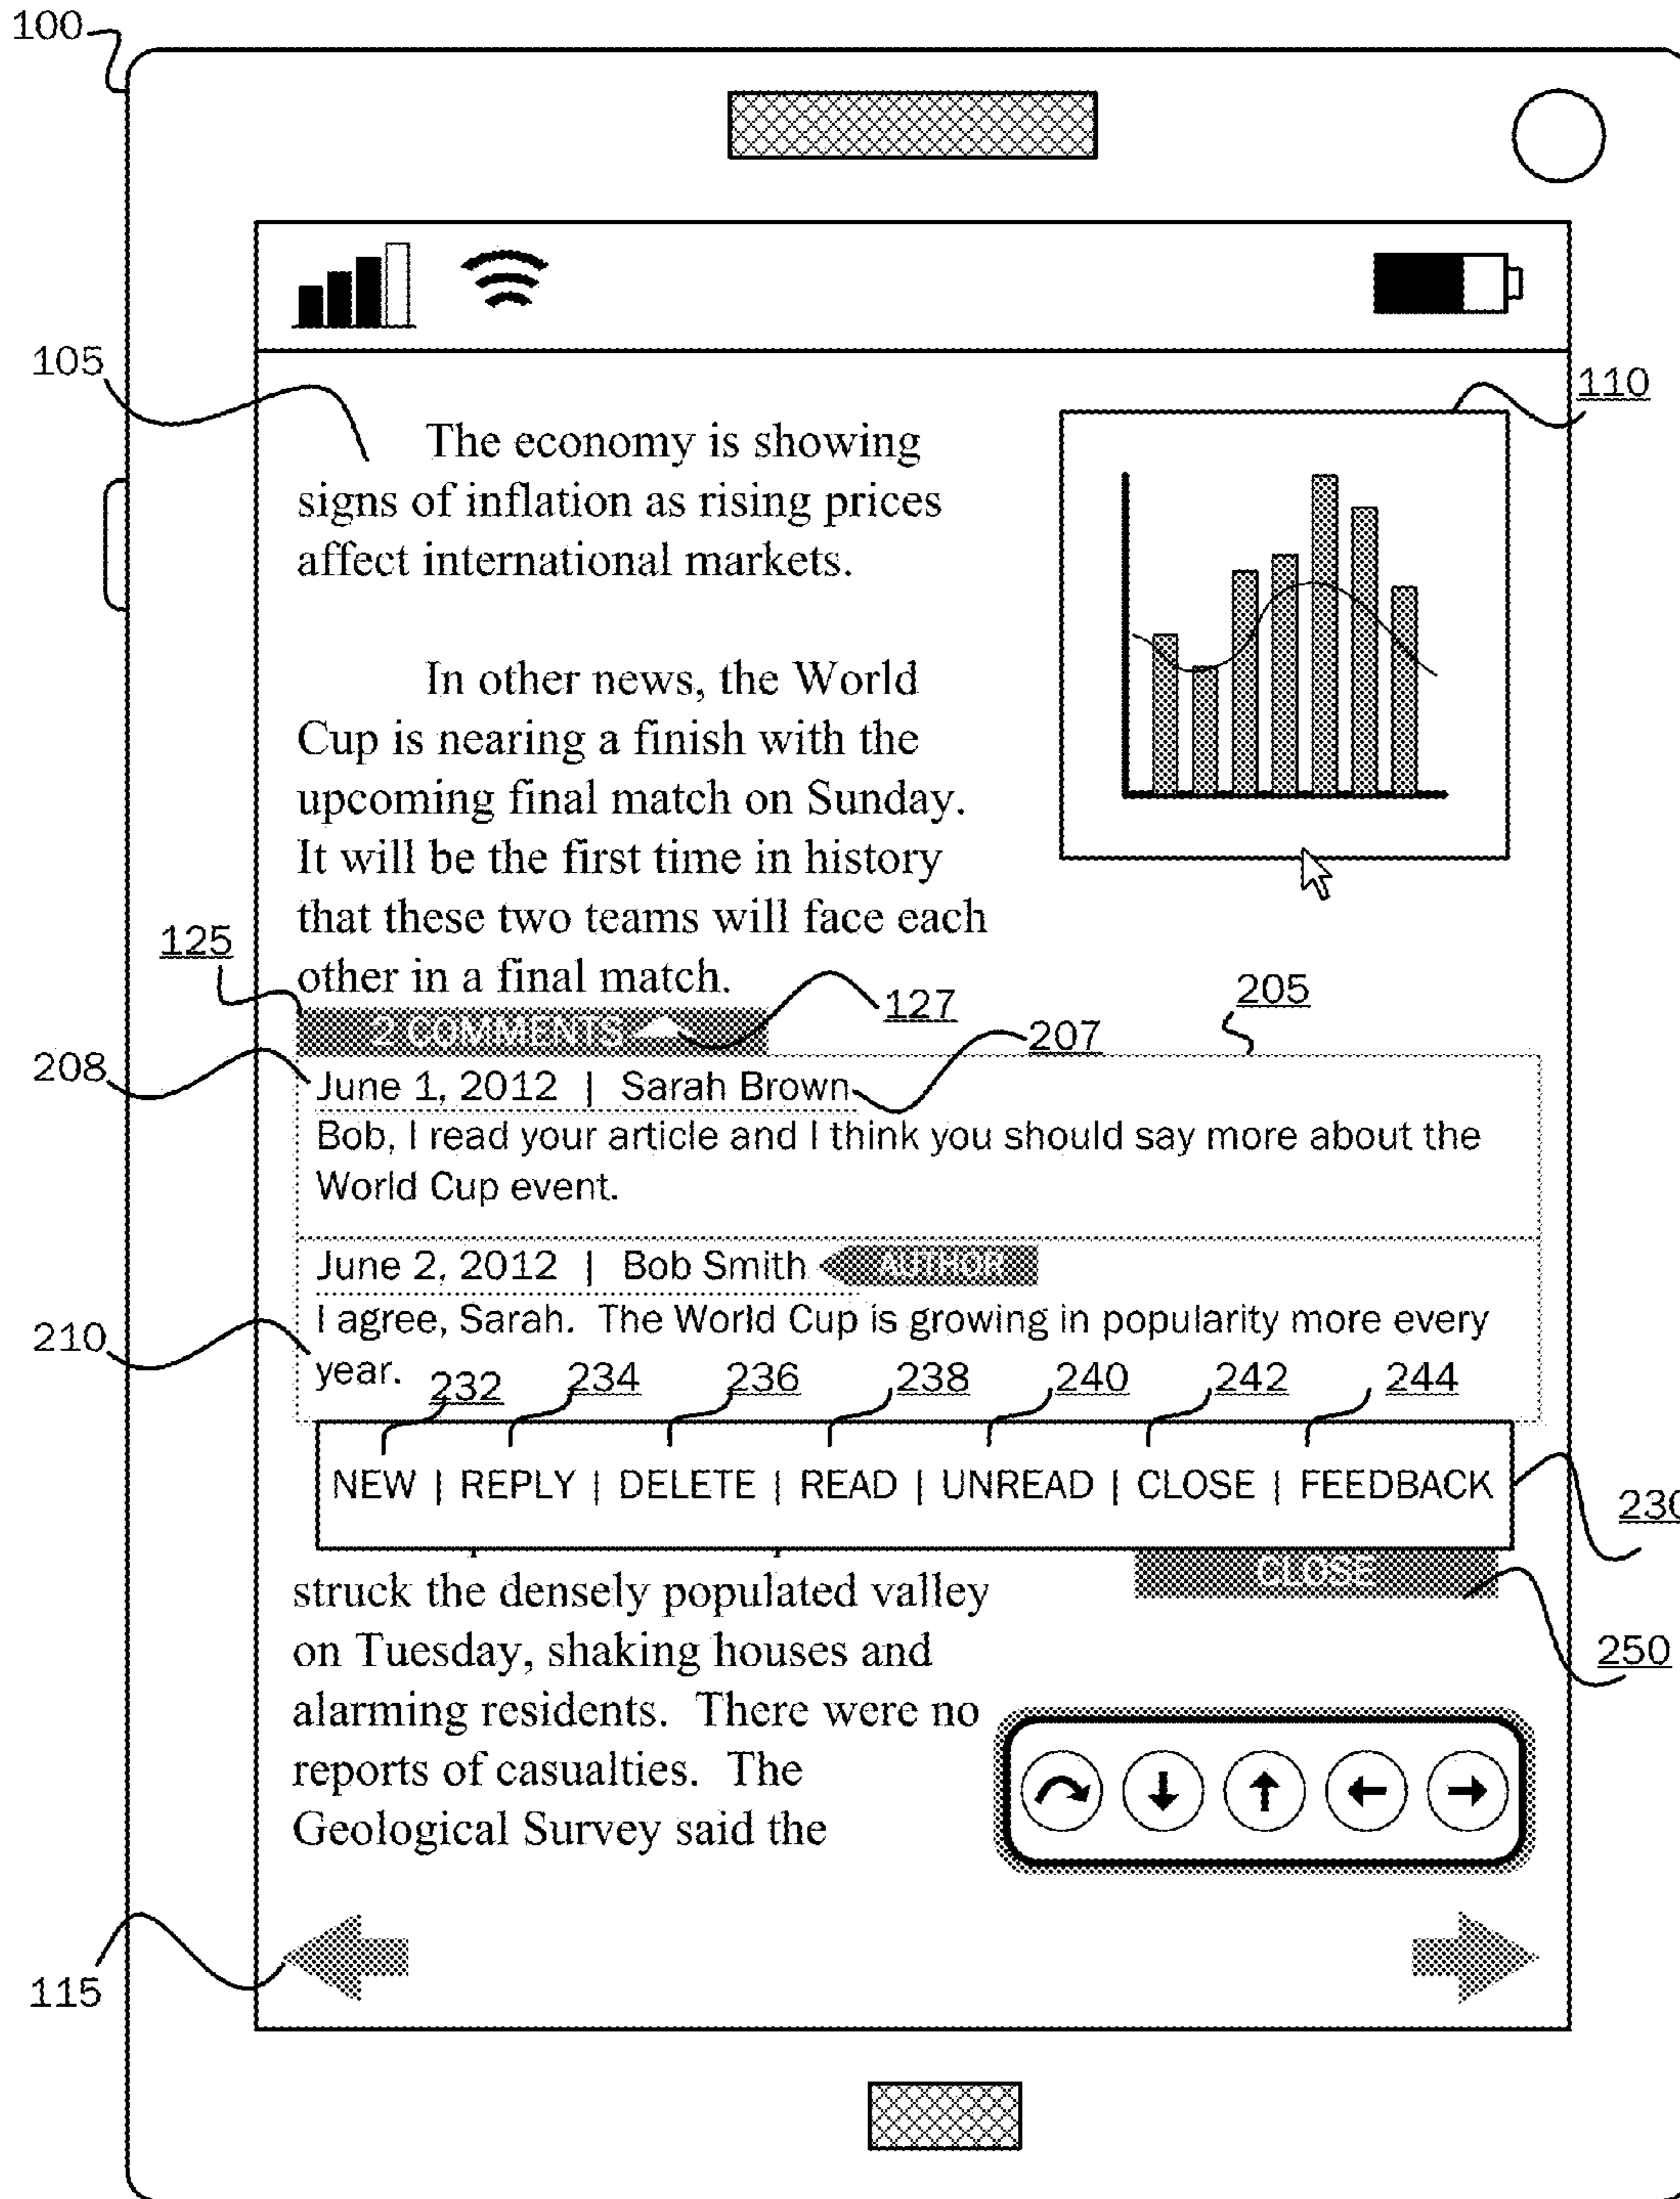 100
105
110
The economy is showing
signs of inflation as rising prices
affect international markets.
In other news, the World
Cup is nearing a finish with the
upcoming final match on Sunday.
It will be the first time in history
that these two teams will face each
other in a final match.
125
127
205
2 COMMENTS
207
208
June 1, 2012 | Sarah Brown
Bob, I read your article and I think you should say more about the
World Cup event.
June 2, 2012 | Bob Smith AUTHOR
I agree, Sarah. The World Cup is growing in popularity more every
year.
210
232 234 236 238 240 242 244
NEW | REPLY | DELETE | READ | UNREAD | CLOSE | FEEDBACK
230
CLOSE
250
struck the densely populated valley
on Tuesday, shaking houses and
alarming residents. There were no
reports of casualties. The
Geological Survey said the
115